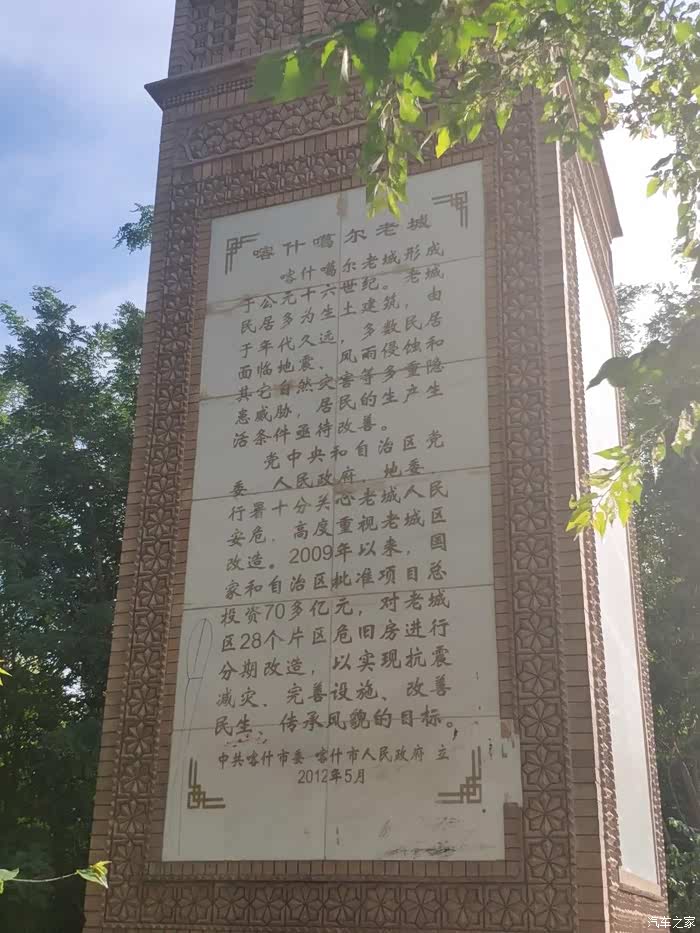 喀什噶尔老城
喀什噶尔老城形成
于公元十六世纪。老城
民居多为生土建筑，由
于年代久远，多数民居
面临地震、风雨侵蚀和
其它自然灾害等多重隐
患威胁，居民的生产生
活条件亟待改善。
党中央和自治区党
委、人民政府，地委、
行署十分关心老城人民
安危，高度重视老城区
改造。2009年以来，国
家和自治区批准项目总
投资70多亿元，对老城
区28个片区危旧房进行
分期改造，以实现抗震
减灾、完善设施、改善
民生、传承风貌的目标。
中共喀什市委 喀什市人民政府 立
2012年5月
汽车之家